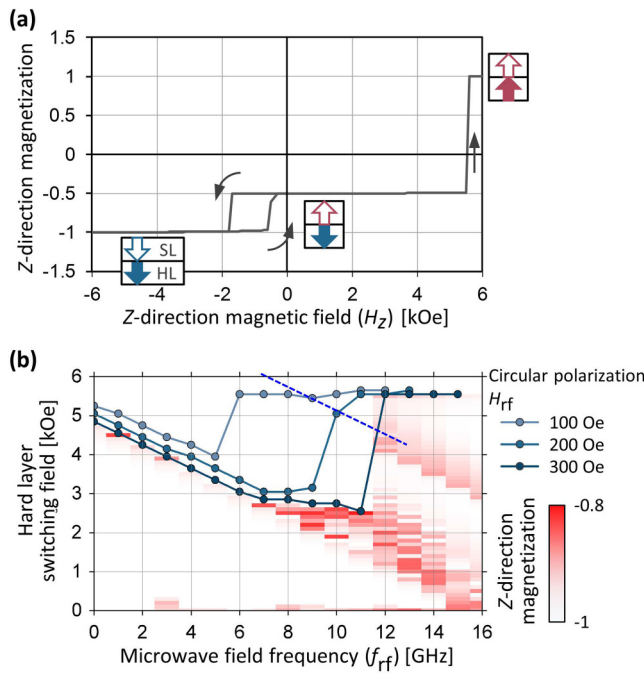 (a)
Z-direction magnetization
1.5
1
0.5
0
-0.5
-1
-1.5
SL
HL
-6 -4 -2 0 2 4 6
Z-direction magnetic field (HZ) [kOe]
(b)
Hard layer
switching field [kOe]
6
5
4
3
2
1
0
0 2 4 6 8 10 12 14 16
Microwave field frequency (frf) [GHz]
Circular polarization
Hrf
100 Oe
200 Oe
300 Oe
Z-direction
magnetization
-0.8
-1